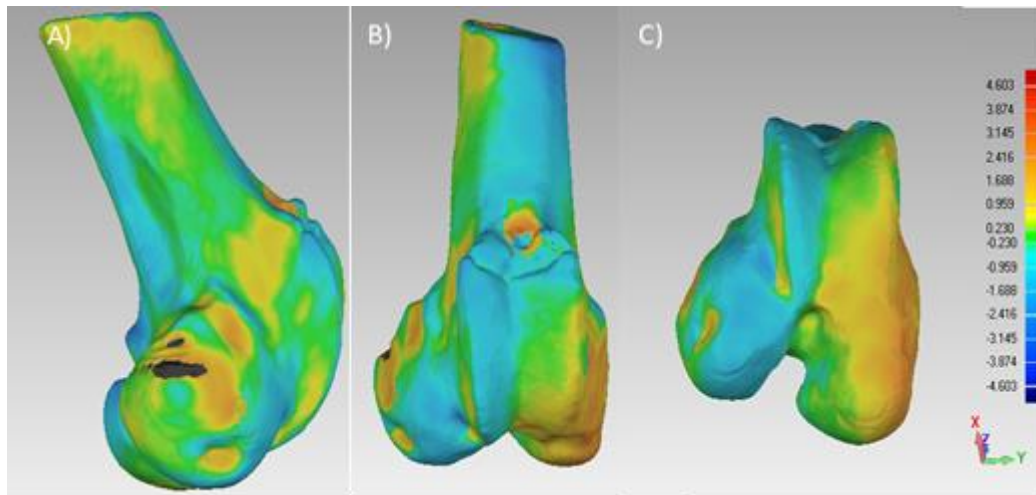 A)
B)
C)
4.603
3.874
3.145
2.416
1.688
0.959
0.230
-0.230
-0.959
-1.688
-2.416
-3.145
-3.874
-4.603
X
Z
Y